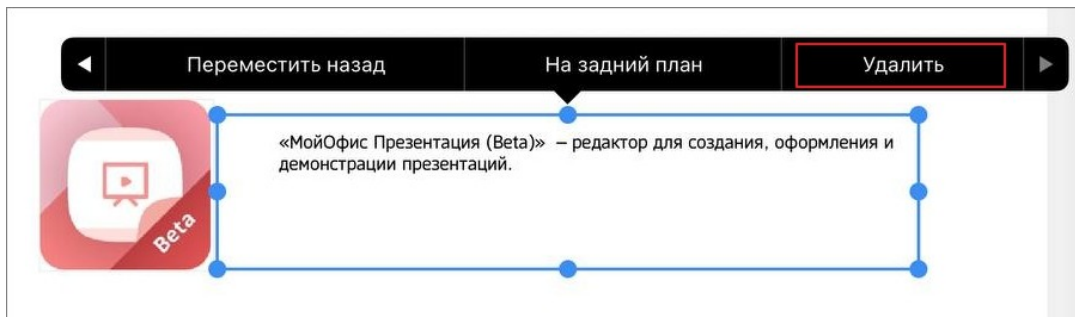 Переместить назад
На задний план
Удалить
«МойОфис Презентация (Beta)» – редактор для создания, оформления и
демонстрации презентаций.
Beta